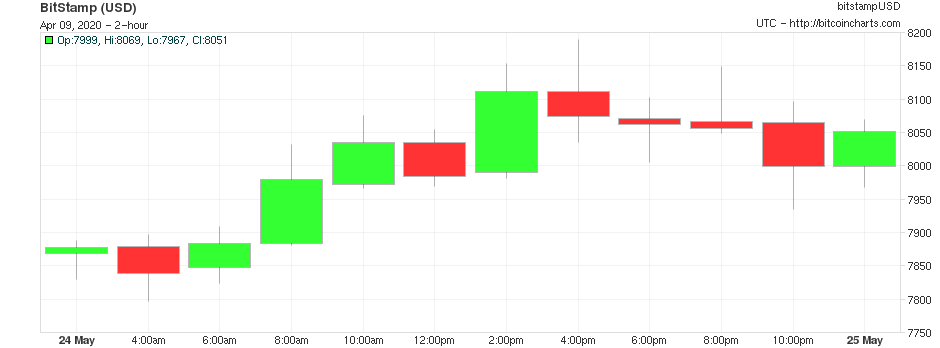 BitStamp (USD) bitstampUSD
Apr 09, 2020 - 2-hour UTC - http://bitcoincharts.com
Op:7999, Hi:8069, Lo:7967, Cl:8051
8200
8150
8100
8050
8000
7950
7900
7850
7800
7750
24 May 4:00am 6:00am 8:00am 10:00am 12:00pm 2:00pm 4:00pm 6:00pm 8:00pm 10:00pm 25 May